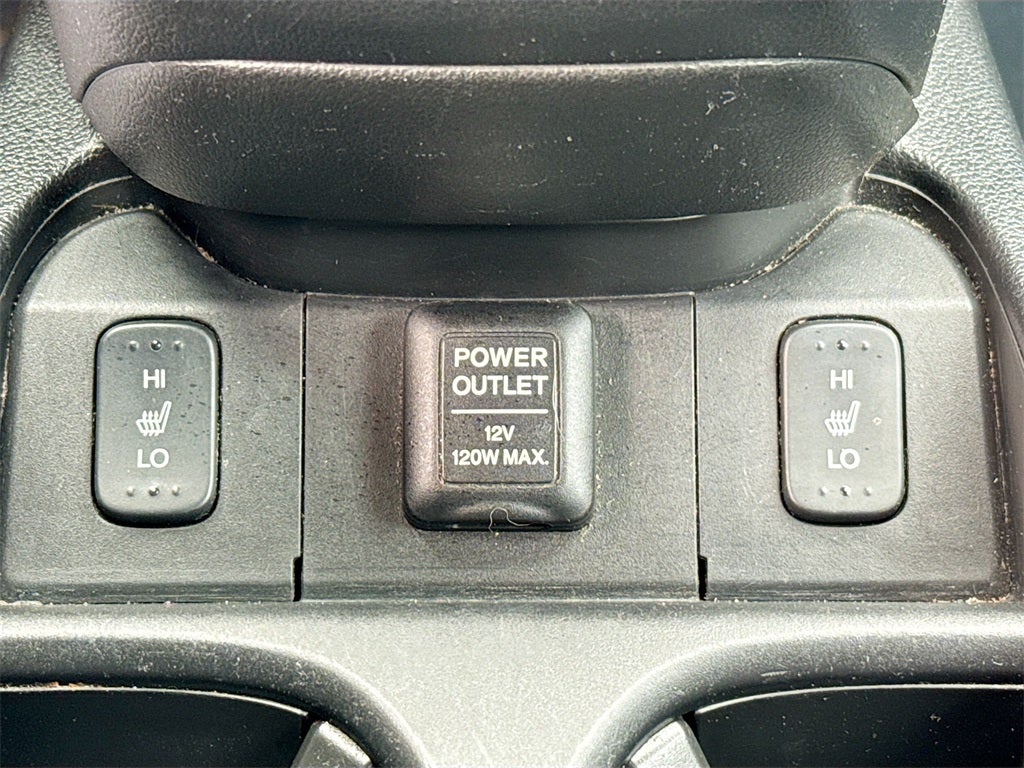 HI
LO
POWER
OUTLET
12V
120W MAX.
HI
LO